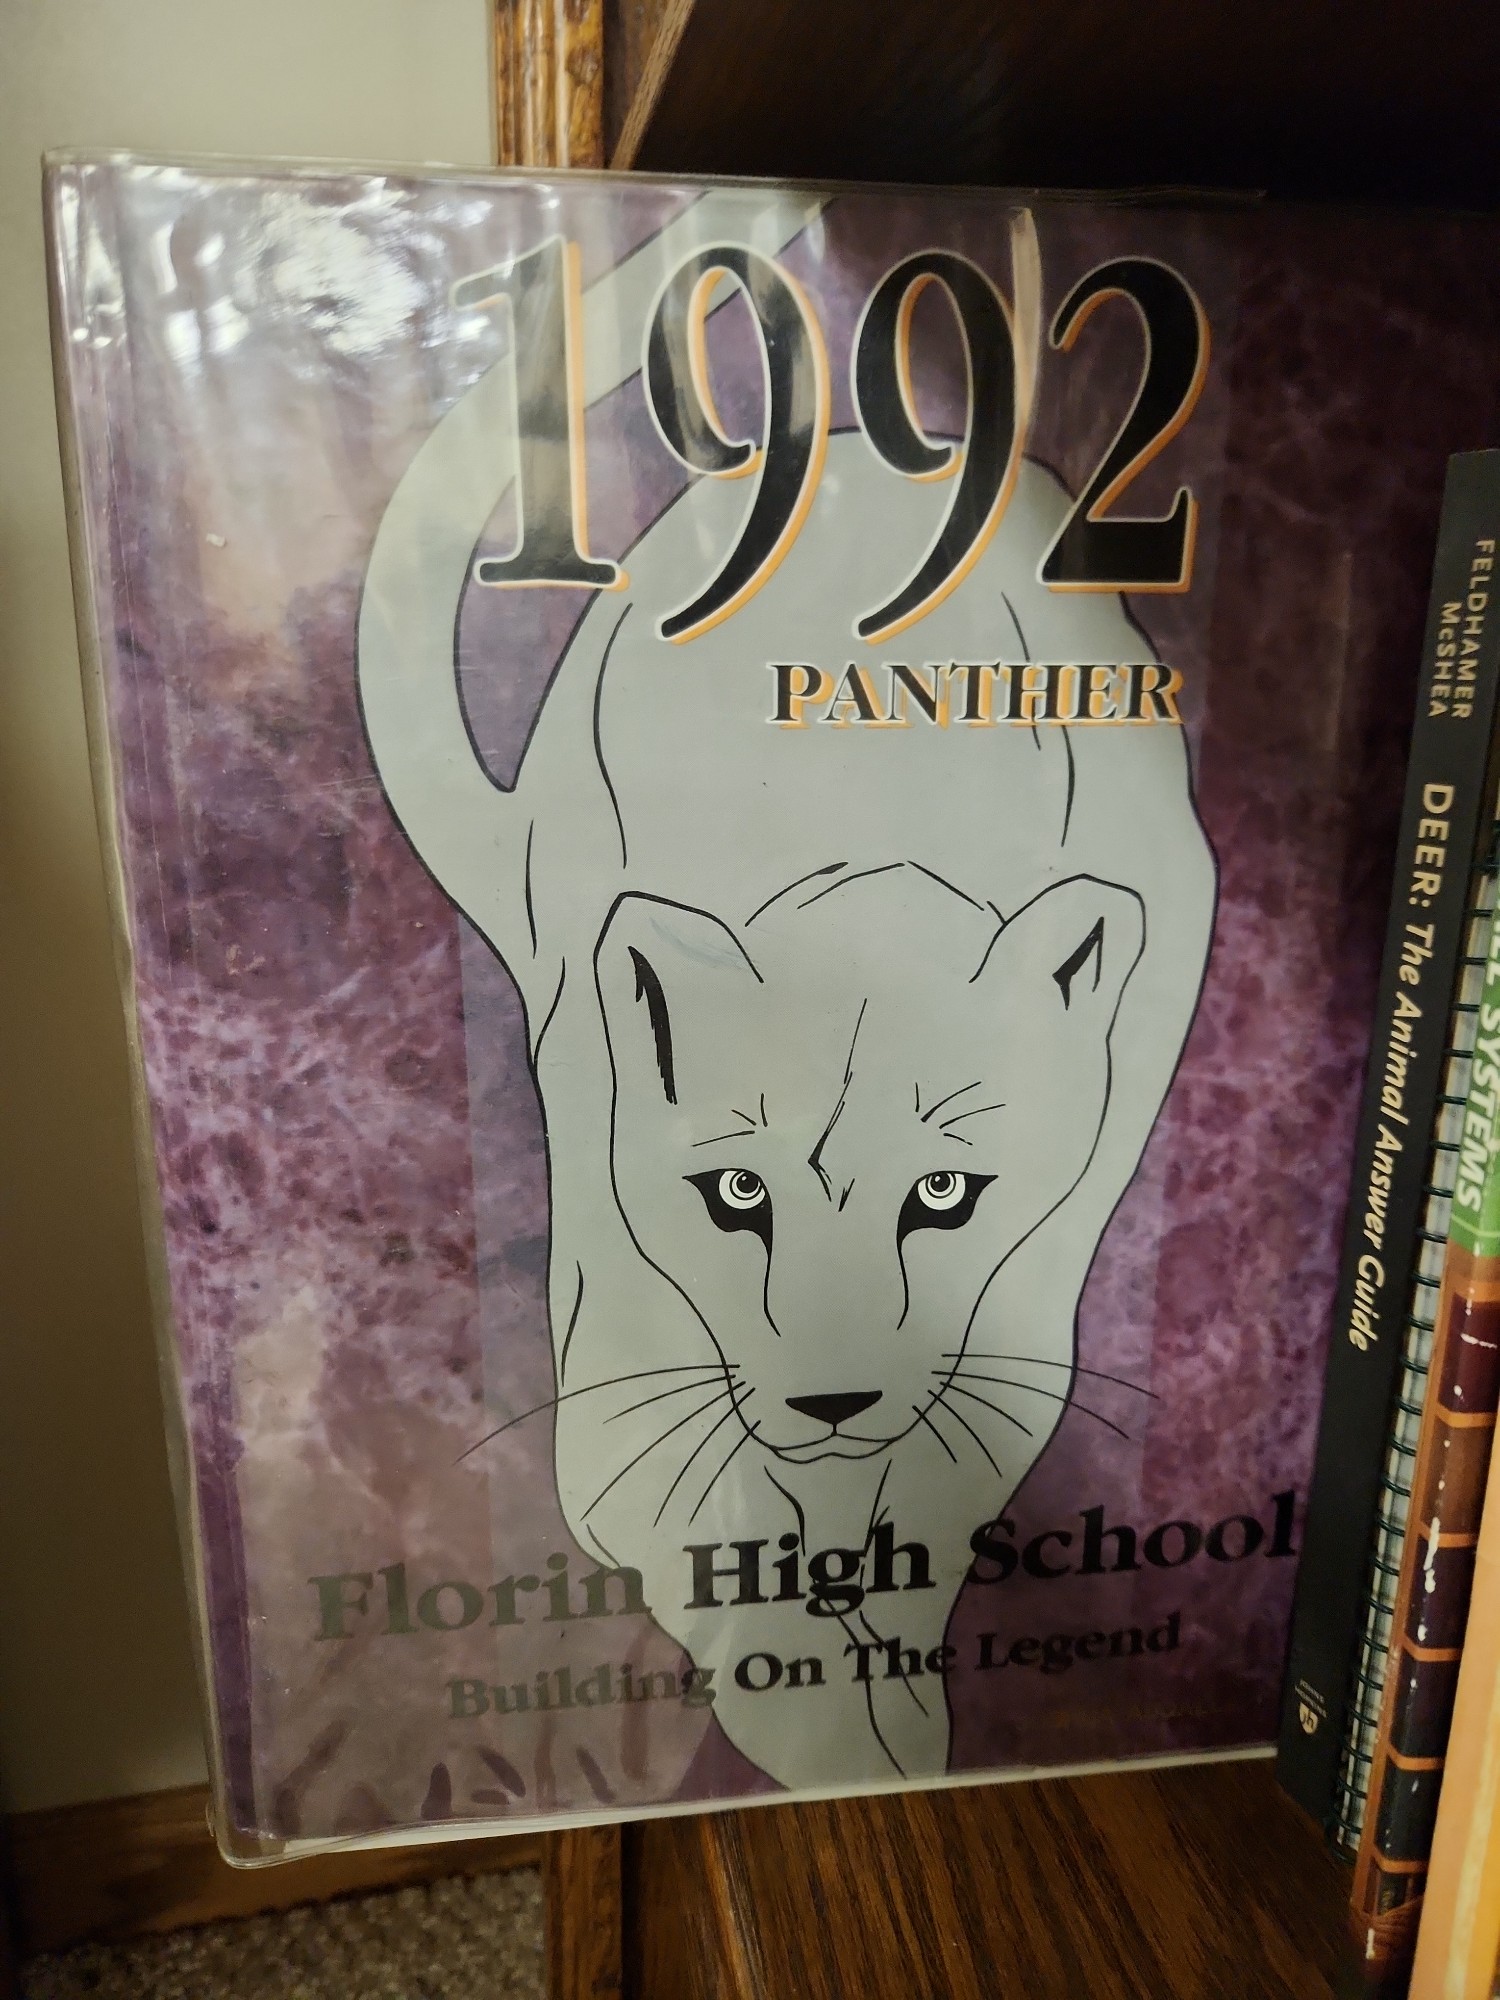 1992
PANTHER
Florin High School
Building On The Legend
FELDHAMER
McSHEA
DEER: The Animal Answer Guide
SYSTEMS